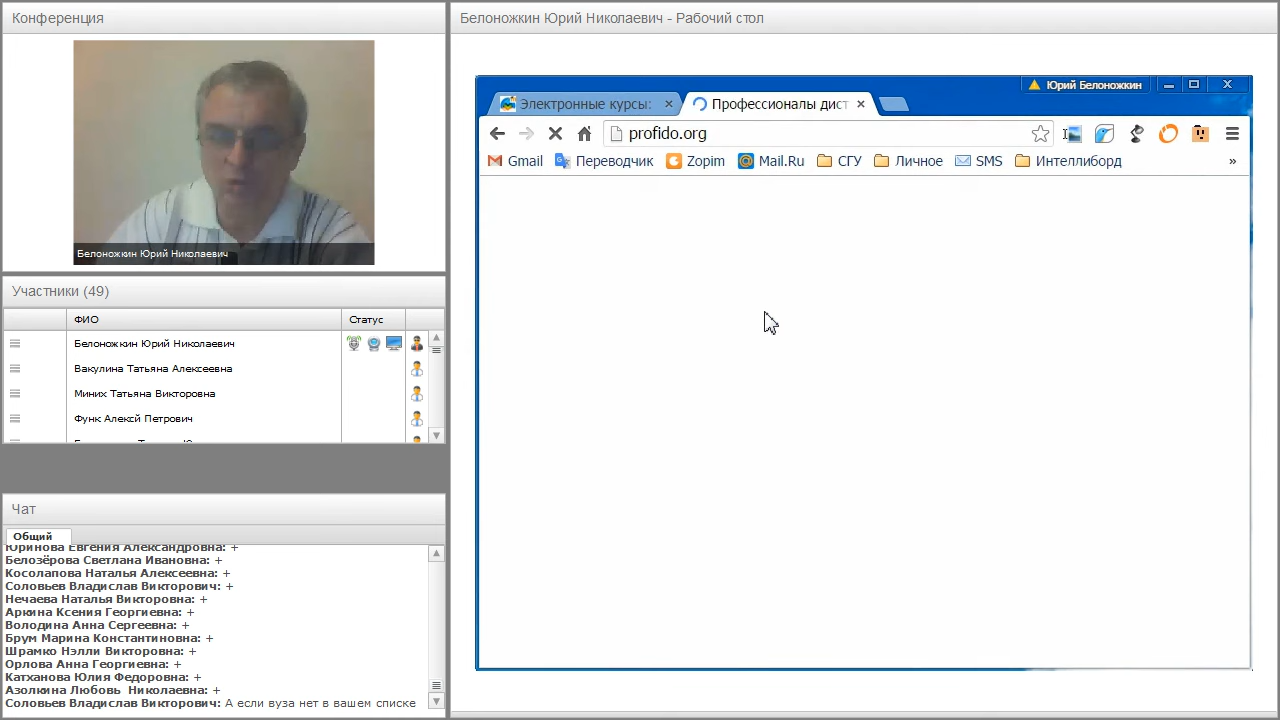 Конференция
Белоножкин Юрий Николаевич
Участники (49)
ФИО
Статус
Белоножкин Юрий Николаевич
Вакулина Татьяна Алексеевна
Миних Татьяна Викторовна
Функ Алексй Петрович
Чат
Общий
Юринова Евгения Александровна: +
Белозёрова Светлана Ивановна: +
Косолапова Наталья Алексеевна: +
Соловьев Владислав Викторович: +
Нечаева Наталья Викторовна: +
Аркина Ксения Георгиевна: +
Володина Анна Сергеевна: +
Брум Марина Константиновна: +
Шрамко Нэлли Викторовна: +
Орлова Анна Георгиевна: +
Катханова Юлия Федоровна: +
Азолкина Любовь Николаевна: +
Соловьев Владислав Викторович: А если вуза нет в вашем списке
Белоножкин Юрий Николаевич - Рабочий стол
Юрий Белоножкин
Электронные курсы:
Профессионалы дист
profido.org
Gmail
Переводчик
Zopim
Mail.Ru
СГУ
Личное
SMS
Интеллиборд
»